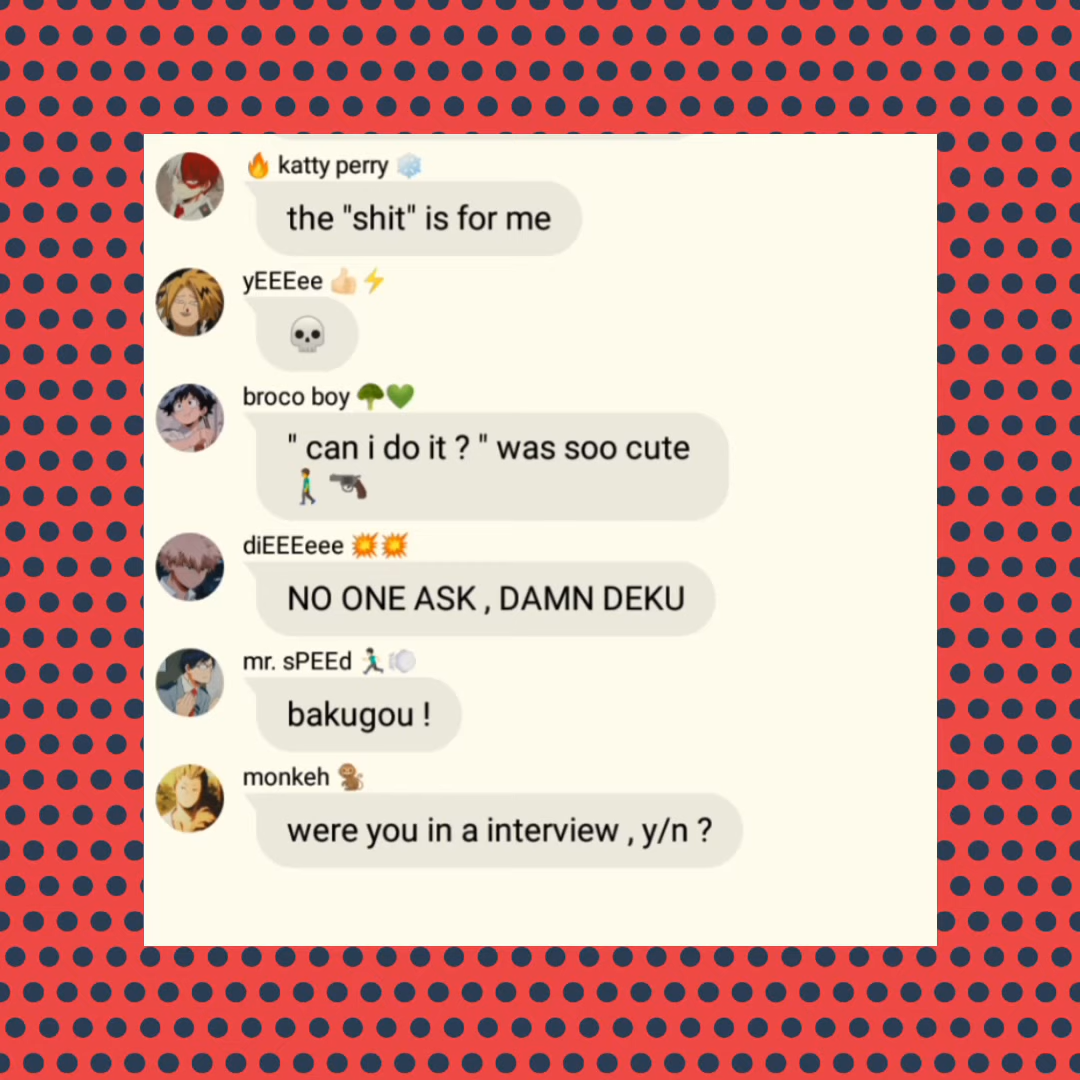 🔥 katty perry ❄️
the "shit" is for me
yEEEee 👍🏻⚡
💀
broco boy 🥦💚
" can i do it ? " was soo cute
🚶🏽‍♂️ 🔫
diEEEeee 💥💥
NO ONE ASK , DAMN DEKU
mr. sPEEd 🏃🏻‍♂️💨
bakugou !
monkeh 🐒
were you in a interview , y/n ?